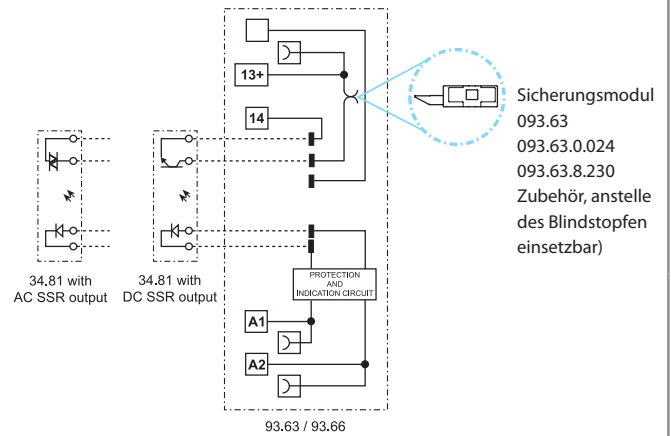 13+
14
Sicherungsmodul
093.63
093.63.0.024
093.63.8.230
Zubehör, anstelle
des Blindstopfen
einsetzbar)
34.81 with
AC SSR output
34.81 with
DC SSR output
PROTECTION
AND
INDICATION CIRCUIT
A1
A2
93.63 / 93.66